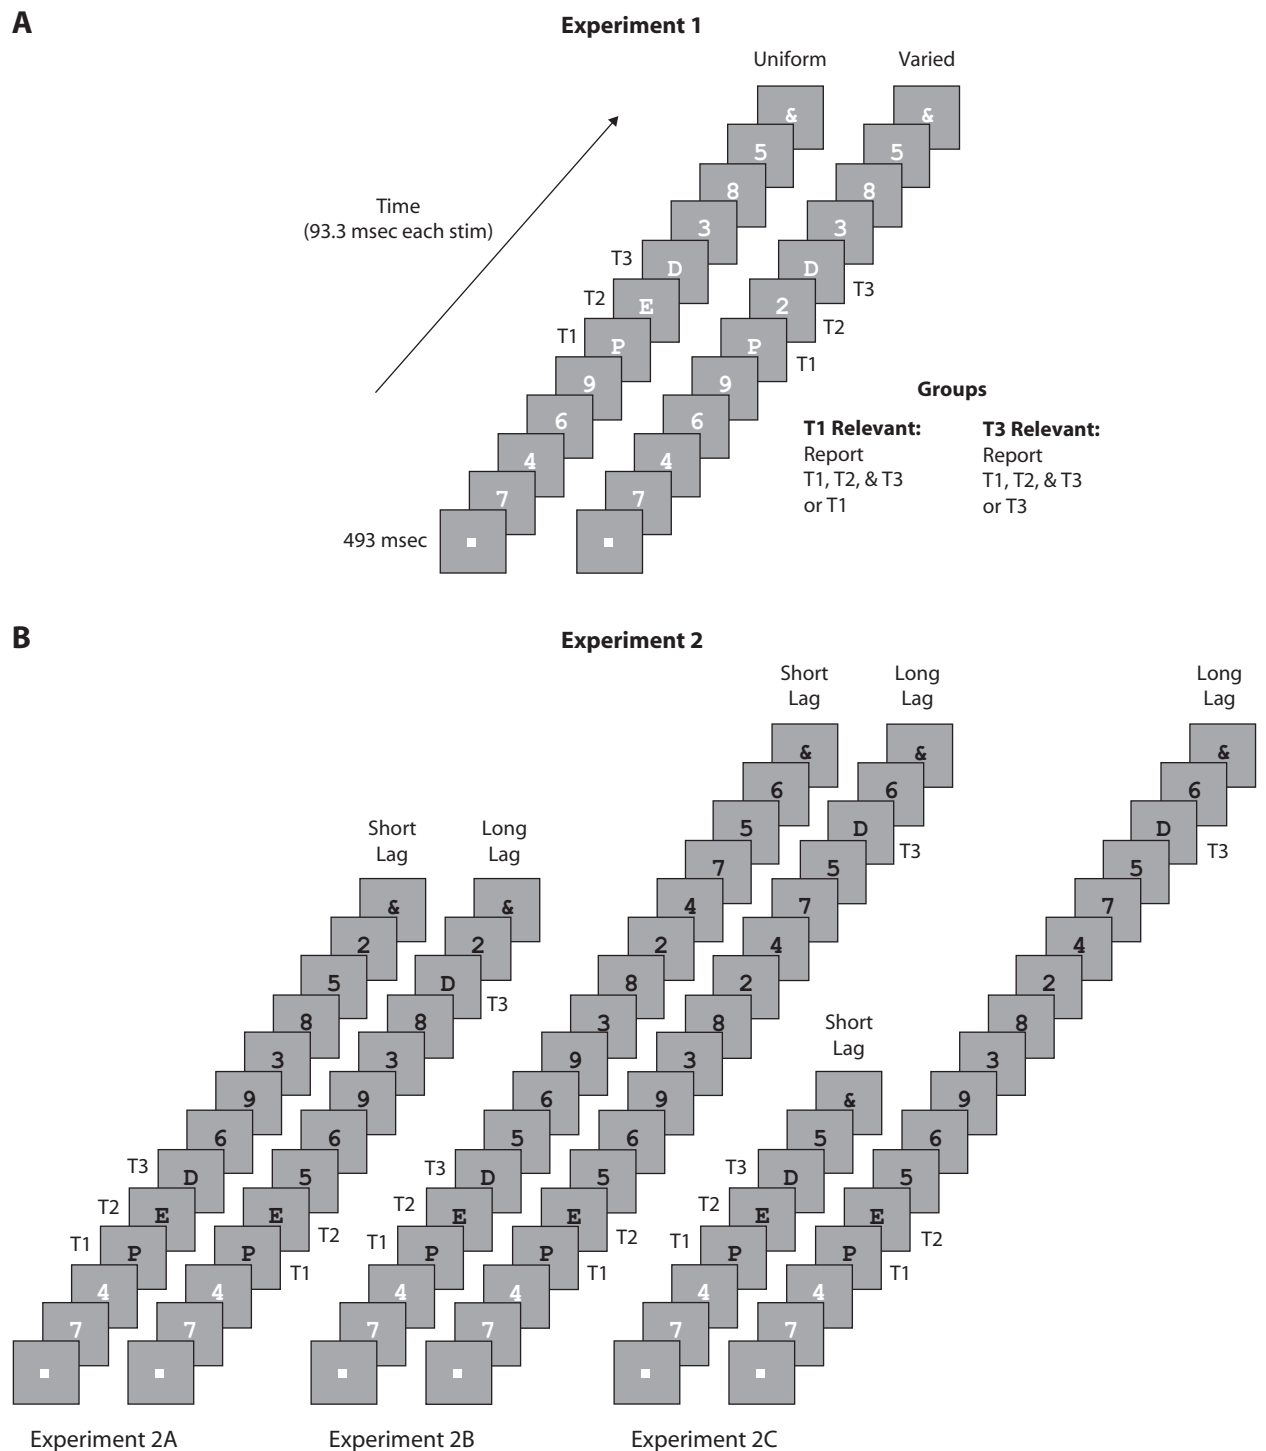 A
Experiment 1
Uniform
Varied
&
5
8
3
D
E
P
9
6
4
7
&
5
8
3
D
2
P
9
6
4
7
Time
(93.3 msec each stim)
T3
T2
T1
T3
T2
T1
493 msec
Groups
T1 Relevant:
Report
T1, T2, & T3
or T1
T3 Relevant:
Report
T1, T2, & T3
or T3
B
Experiment 2
Short
Lag
&
2
5
8
3
9
6
D
E
P
4
7
T3
T2
T1
Long
Lag
&
2
D
8
3
9
6
5
E
P
4
7
T3
T2
T1
Experiment 2A
Short
Lag
&
6
5
7
4
2
8
3
9
6
5
D
E
P
4
7
T3
T2
T1
Long
Lag
&
6
D
5
7
4
2
8
3
9
6
5
E
P
4
7
T3
T2
T1
Experiment 2B
Short
Lag
&
5
D
E
P
4
7
T3
T2
T1
Long
Lag
&
6
D
5
7
4
2
8
3
9
6
5
E
P
4
7
T3
T2
T1
Experiment 2C